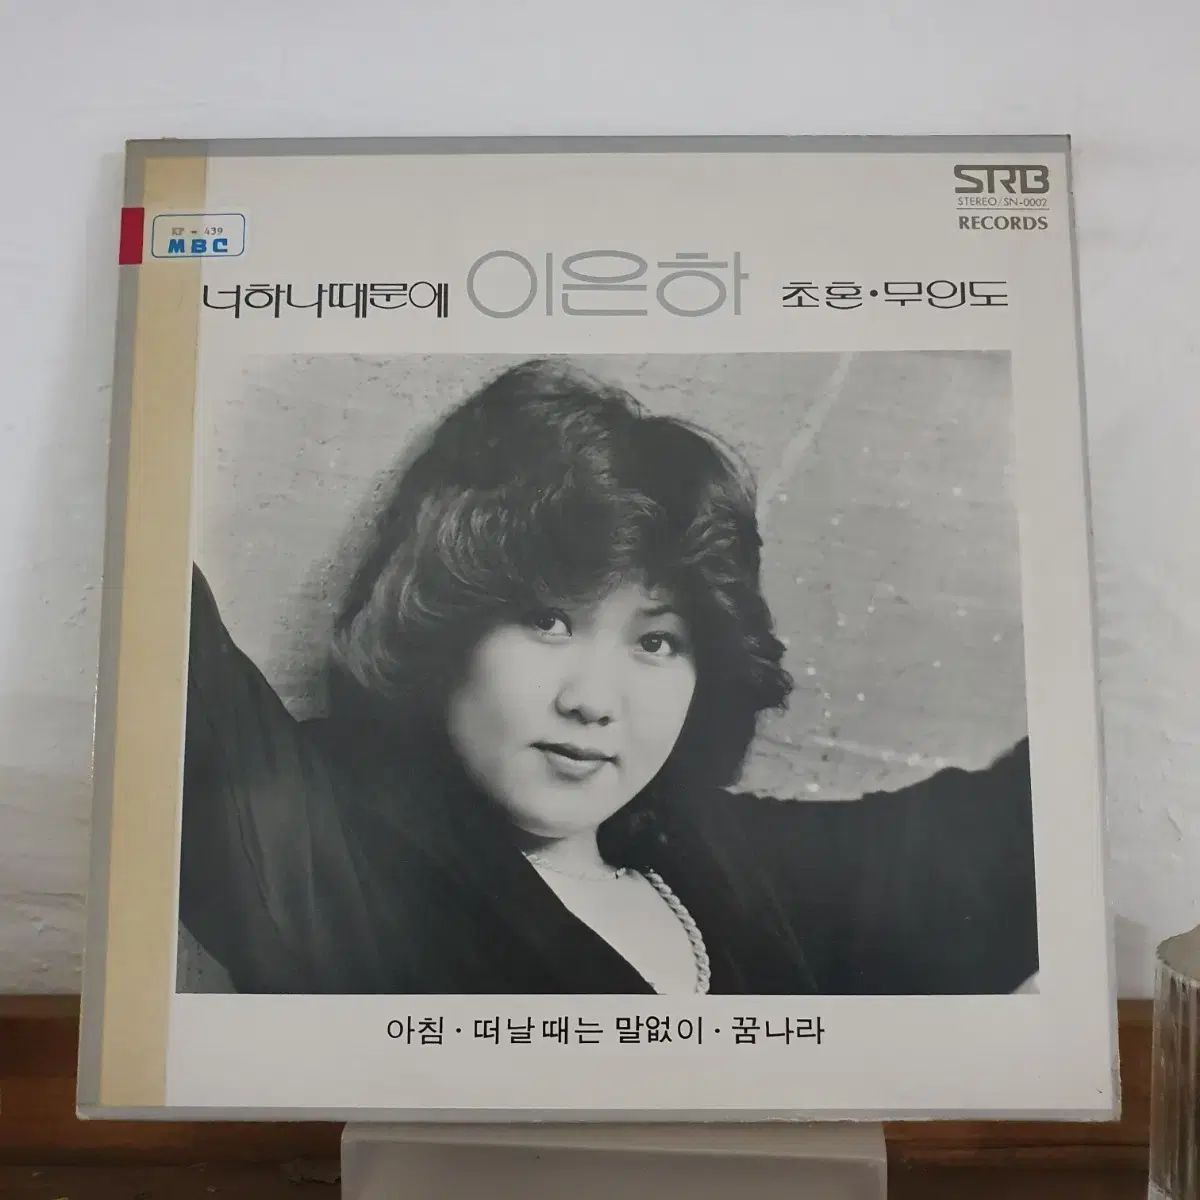 SRB
STEREO/SN-0002
RECORDS
KP - 439
MBC
너하나때문에 이은하 초혼·무인도
아침·떠날때는 말없이·꿈나라